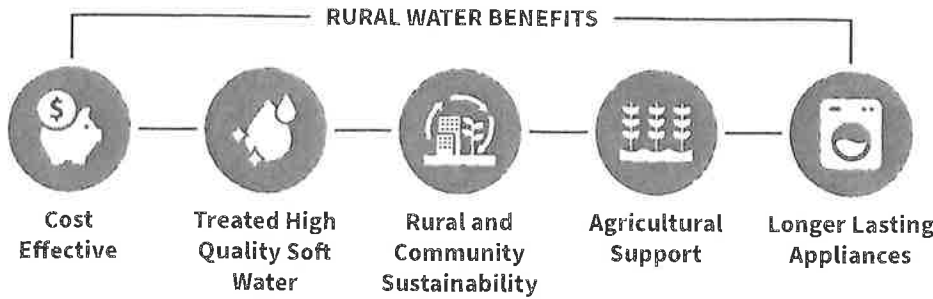 RURAL WATER BENEFITS
$
Cost
Effective
Treated High
Quality Soft
Water
Rural and
Community
Sustainability
Agricultural
Support
Longer Lasting
Appliances